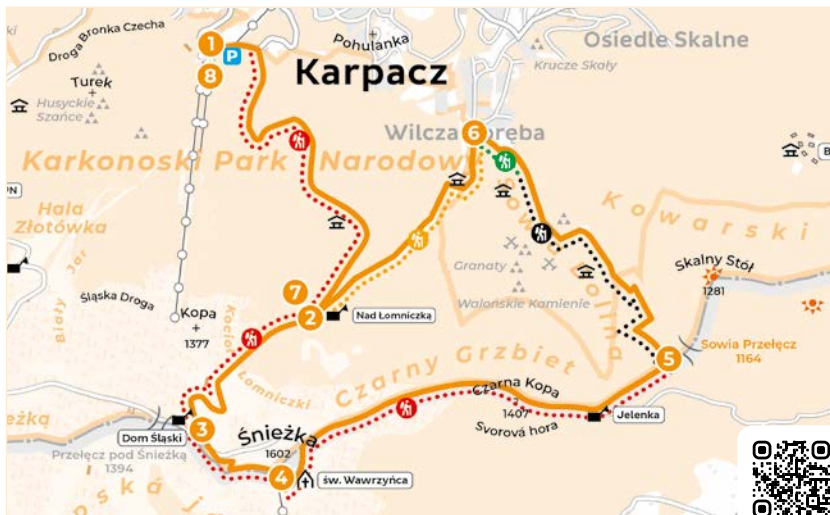 Droga Bronka Czecha
1
P
8
Pohulanka
Osiedle Skalne
Krucze Skały
Karpacz
Turek
Husyckie
Szańce
Wilcza Poręba
6
Karkonoski Park Narodowy
Hala
Złotówka
Biały Jar
Śląska Droga
Kopa
1377
7
2
Nad Łomniczką
Granaty
Walońskie Kamienie
Kowarski
Skalny Stół
1281
Sowia Przełęcz
1164
5
Czarny Grzbiet
Łomniczki
Czarna Kopa
1407
Svorová hora
Jelenka
Dom Śląski
3
Przełęcz pod Śnieżką
1394
Śnieżka
1602
4
św. Wawrzyńca